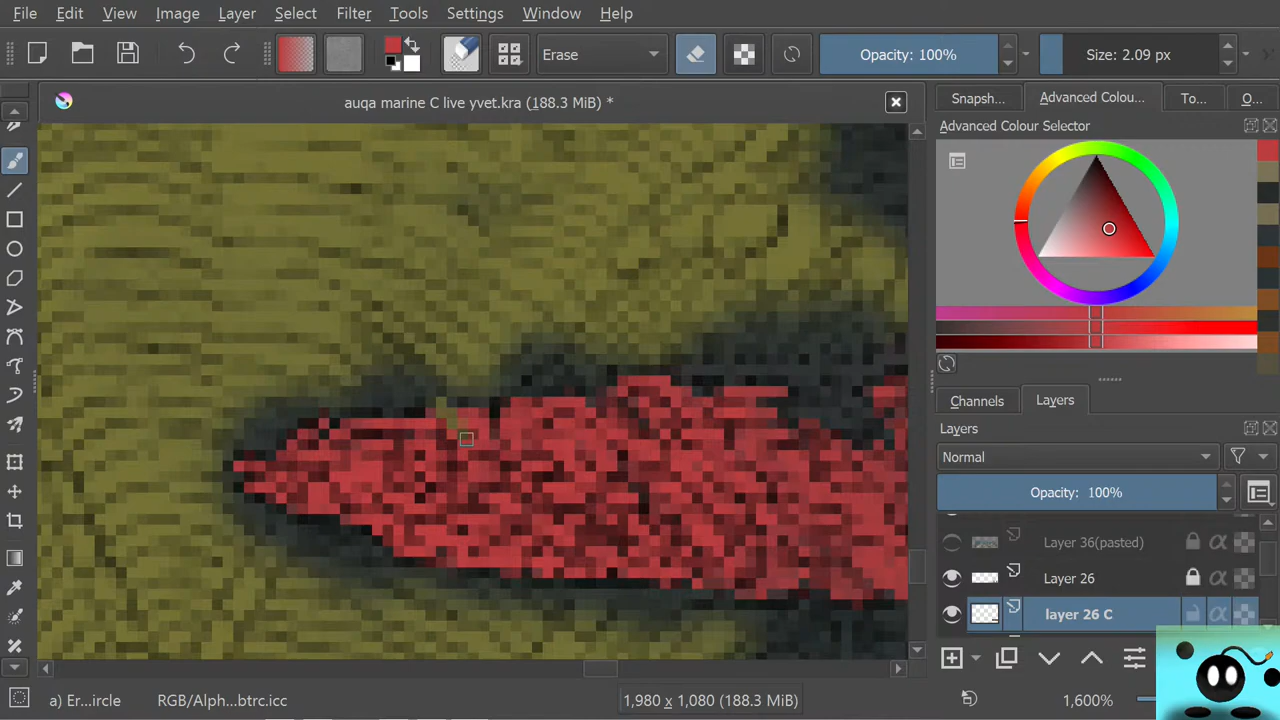 File Edit View Image Layer Select Filter Tools Settings Window Help
Erase Opacity: 100% Size: 2.09 px
auqa marine C live yvet.kra (188.3 MiB) * Snapsh... Advanced Colou... To... O...
Advanced Colour Selector
Channels Layers
Layers
Normal
Opacity: 100%
Layer 36(pasted)
Layer 26
layer 26 C
a) Er...ircle RGB/Alph...btrc.icc 1,980 x 1,080 (188.3 MiB) 1,600%